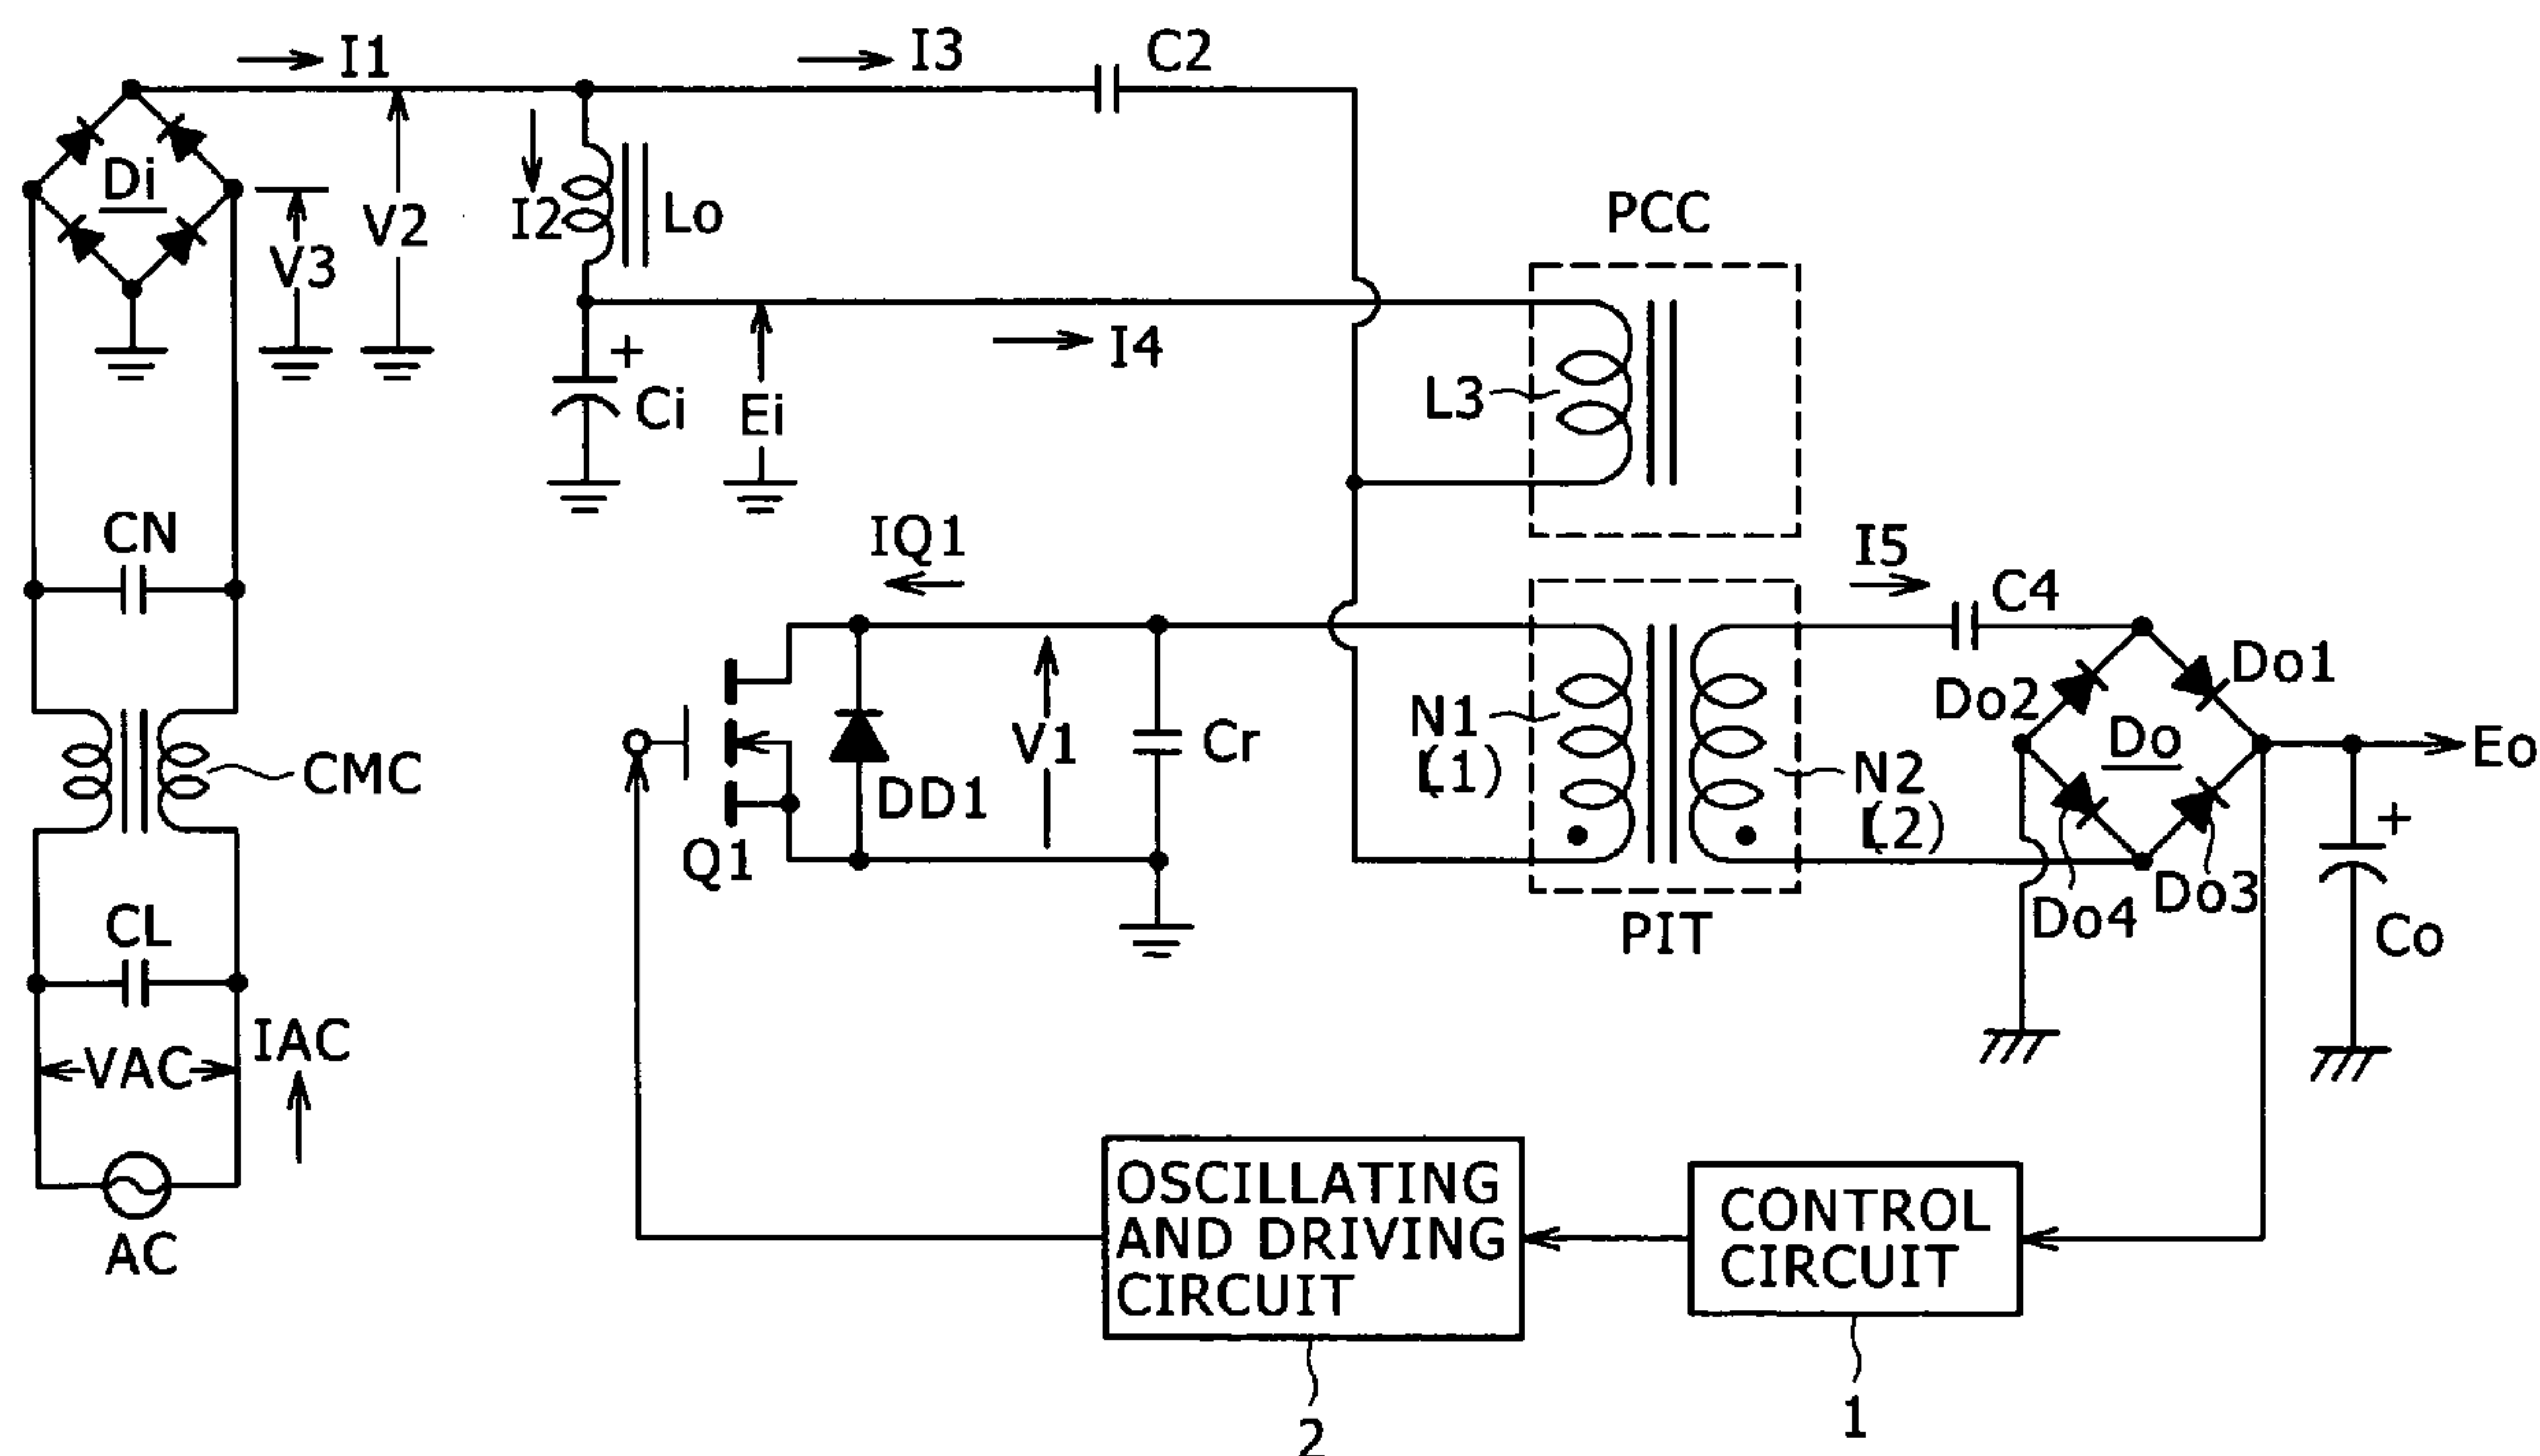 I1
I3
C2
Di
V3
V2
I2
Lo
PCC
I4
+
Ci
Ei
L3
CN
IQ1
I5
C4
Do1
Do2
Do
N1
(L1)
V1
Cr
DD1
Q1
CMC
N2
(L2)
Eo
+
Do3
Do4
Co
PIT
CL
IAC
VAC
AC
OSCILLATING
AND DRIVING
CIRCUIT
CONTROL
CIRCUIT
2
1